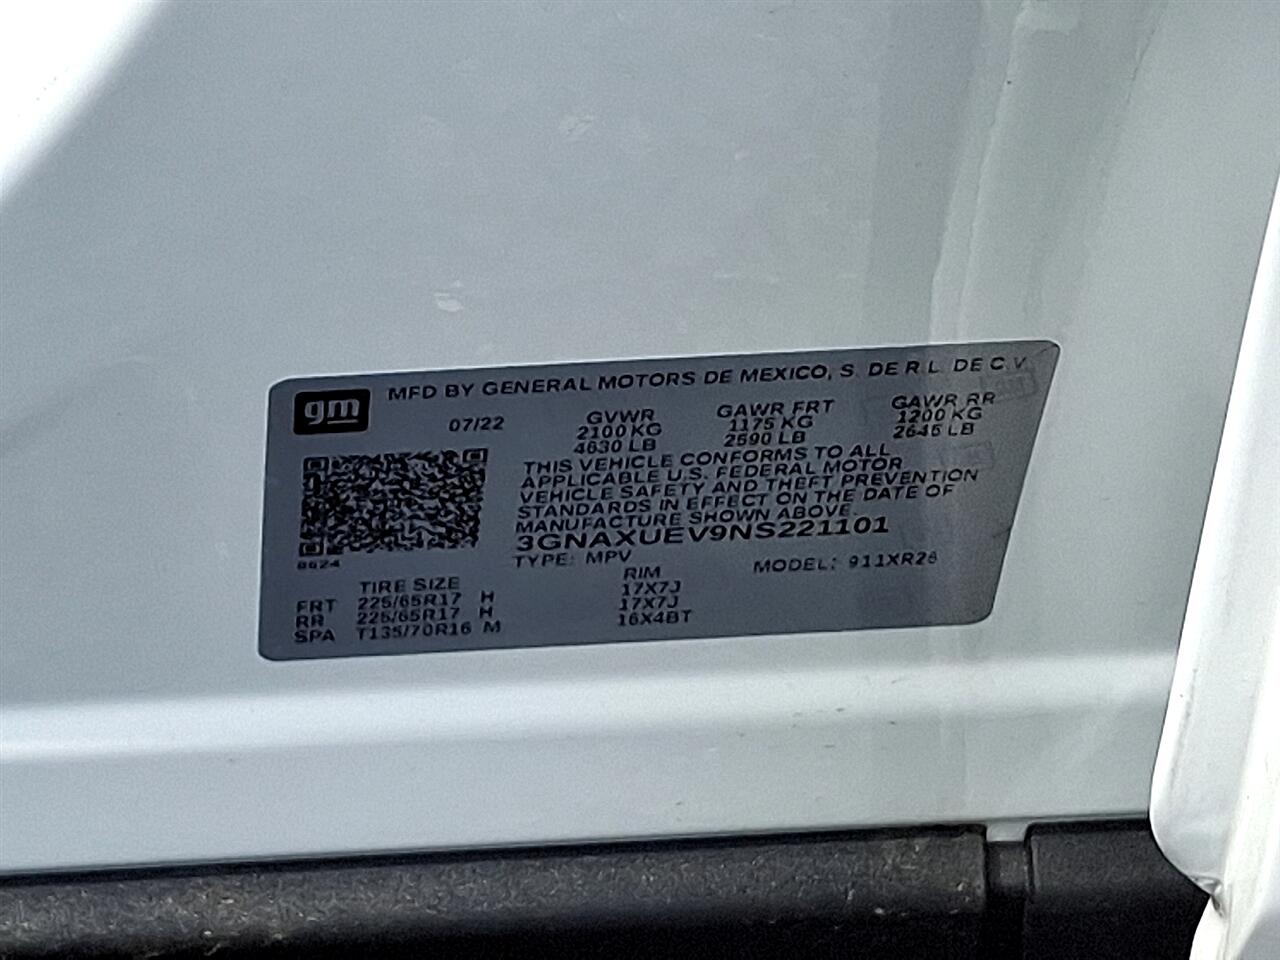 gm MFD BY GENERAL MOTORS DE MEXICO, S. DE R.L. DE C.V.
07/22 GVWR GAWR FRT GAWR RR
2100 KG 1175 KG 1200 KG
4630 LB 2590 LB 2645 LB
THIS VEHICLE CONFORMS TO ALL
APPLICABLE U.S. FEDERAL MOTOR
VEHICLE SAFETY AND THEFT PREVENTION
STANDARDS IN EFFECT ON THE DATE OF
MANUFACTURE SHOWN ABOVE.
3GNAXUEV9NS221101
0624 TYPE: MPV MODEL: 911XR26
TIRE SIZE RIM
FRT 225/65R17 H 17X7J
RR 225/65R17 H 17X7J
SPA T135/70R16 M 16X4BT